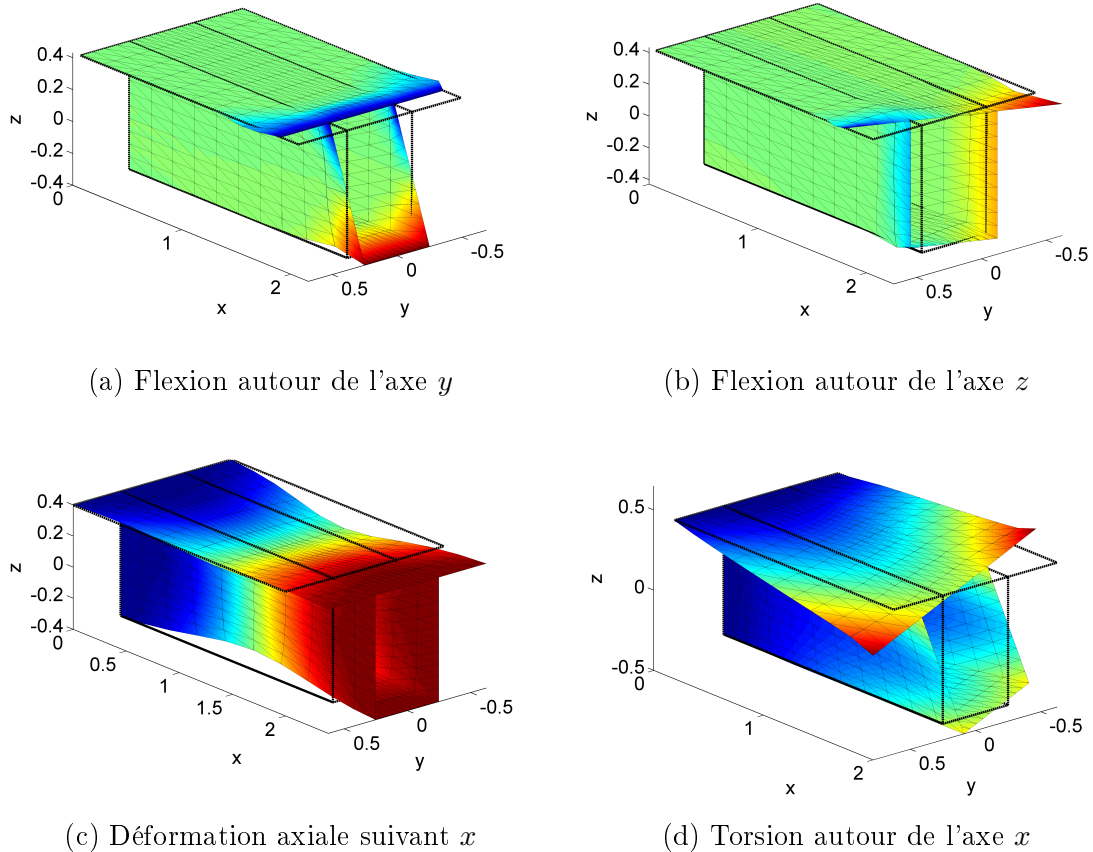 0.4
0.2
0
-0.2
-0.4
z
0
1
2
x
0.5
0
-0.5
y
(a) Flexion autour de l'axe y
0.4
0.2
0
-0.2
-0.4
z
0
1
2
x
0.5
0
-0.5
y
(b) Flexion autour de l'axe z
0.4
0.2
0
-0.2
-0.4
z
0
0.5
1
1.5
2
x
0.5
0
-0.5
y
(c) Déformation axiale suivant x
0.5
0
-0.5
z
0
1
2
x
0.5
0
-0.5
y
(d) Torsion autour de l'axe x